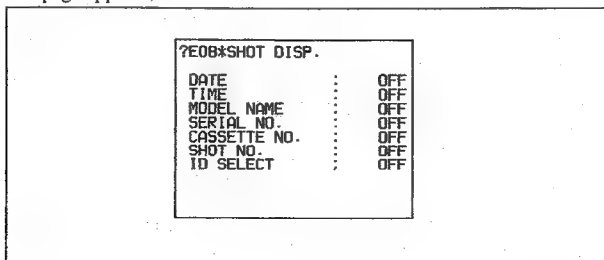 ?E0B*SHOT DISP.
DATE : OFF
TIME : OFF
MODEL NAME : OFF
SERIAL NO. : OFF
CASSETTE NO. : OFF
SHOT NO. : OFF
ID SELECT : OFF